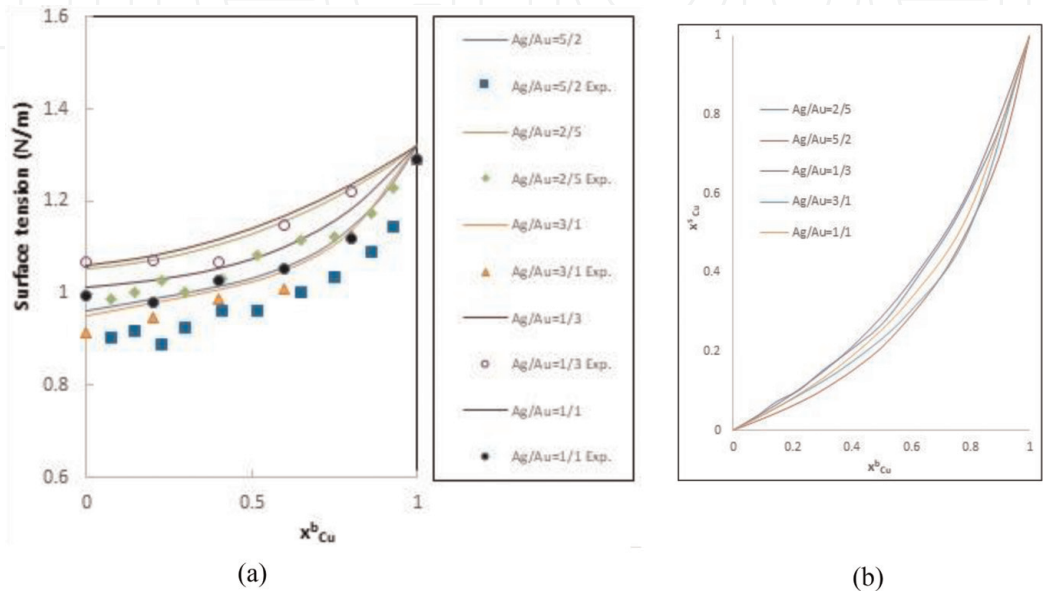 1.6
1.4
1.2
1
0.8
0.6
0
0.5
1
Surface tension (N/m)
x^b_Cu
Ag/Au=5/2
Ag/Au=5/2 Exp.
Ag/Au=2/5
Ag/Au=2/5 Exp.
Ag/Au=3/1
Ag/Au=3/1 Exp.
Ag/Au=1/3
Ag/Au=1/3 Exp.
Ag/Au=1/1
Ag/Au=1/1 Exp.
(a)
1
0.8
0.6
0.4
0.2
0
0
0.2
0.4
0.6
0.8
1
x^s_Cu
x^b_Cu
Ag/Au=2/5
Ag/Au=5/2
Ag/Au=1/3
Ag/Au=3/1
Ag/Au=1/1
(b)